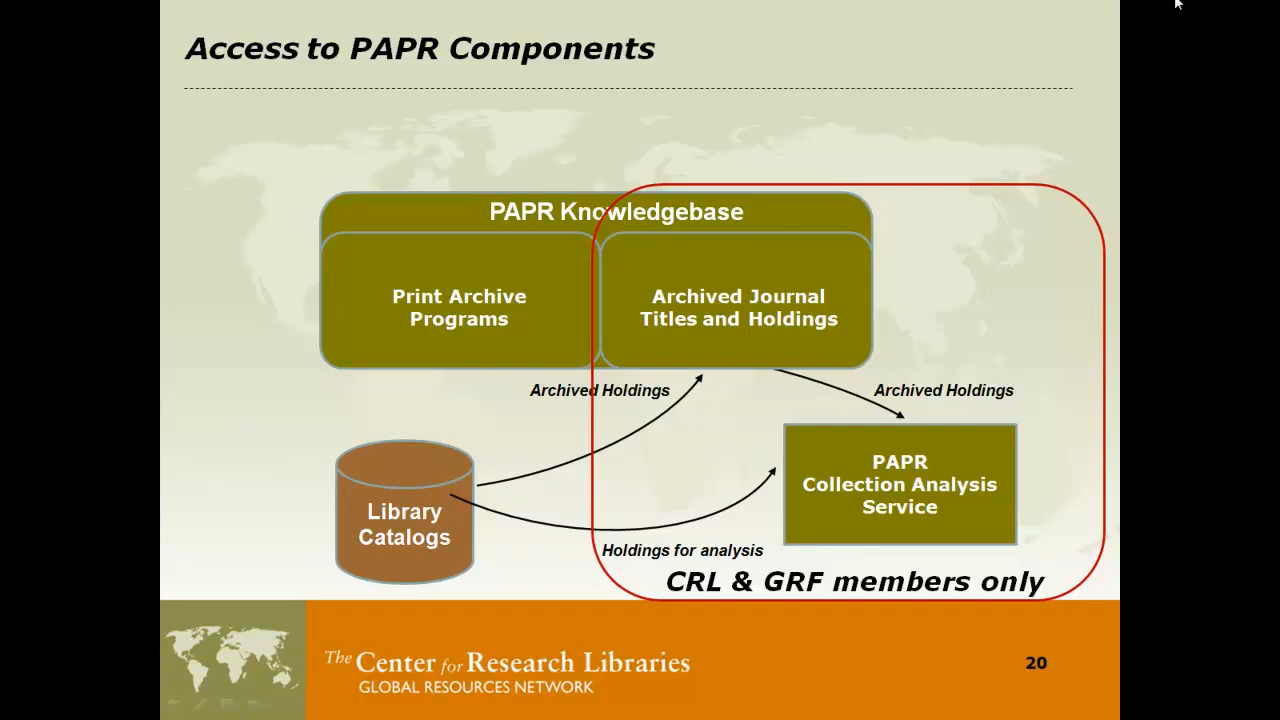 Access to PAPR Components
PAPR Knowledgebase
Print Archive
Programs
Archived Journal
Titles and Holdings
Archived Holdings
Archived Holdings
Library
Catalogs
PAPR
Collection Analysis
Service
Holdings for analysis
CRL & GRF members only
The Center for Research Libraries
GLOBAL RESOURCES NETWORK
20